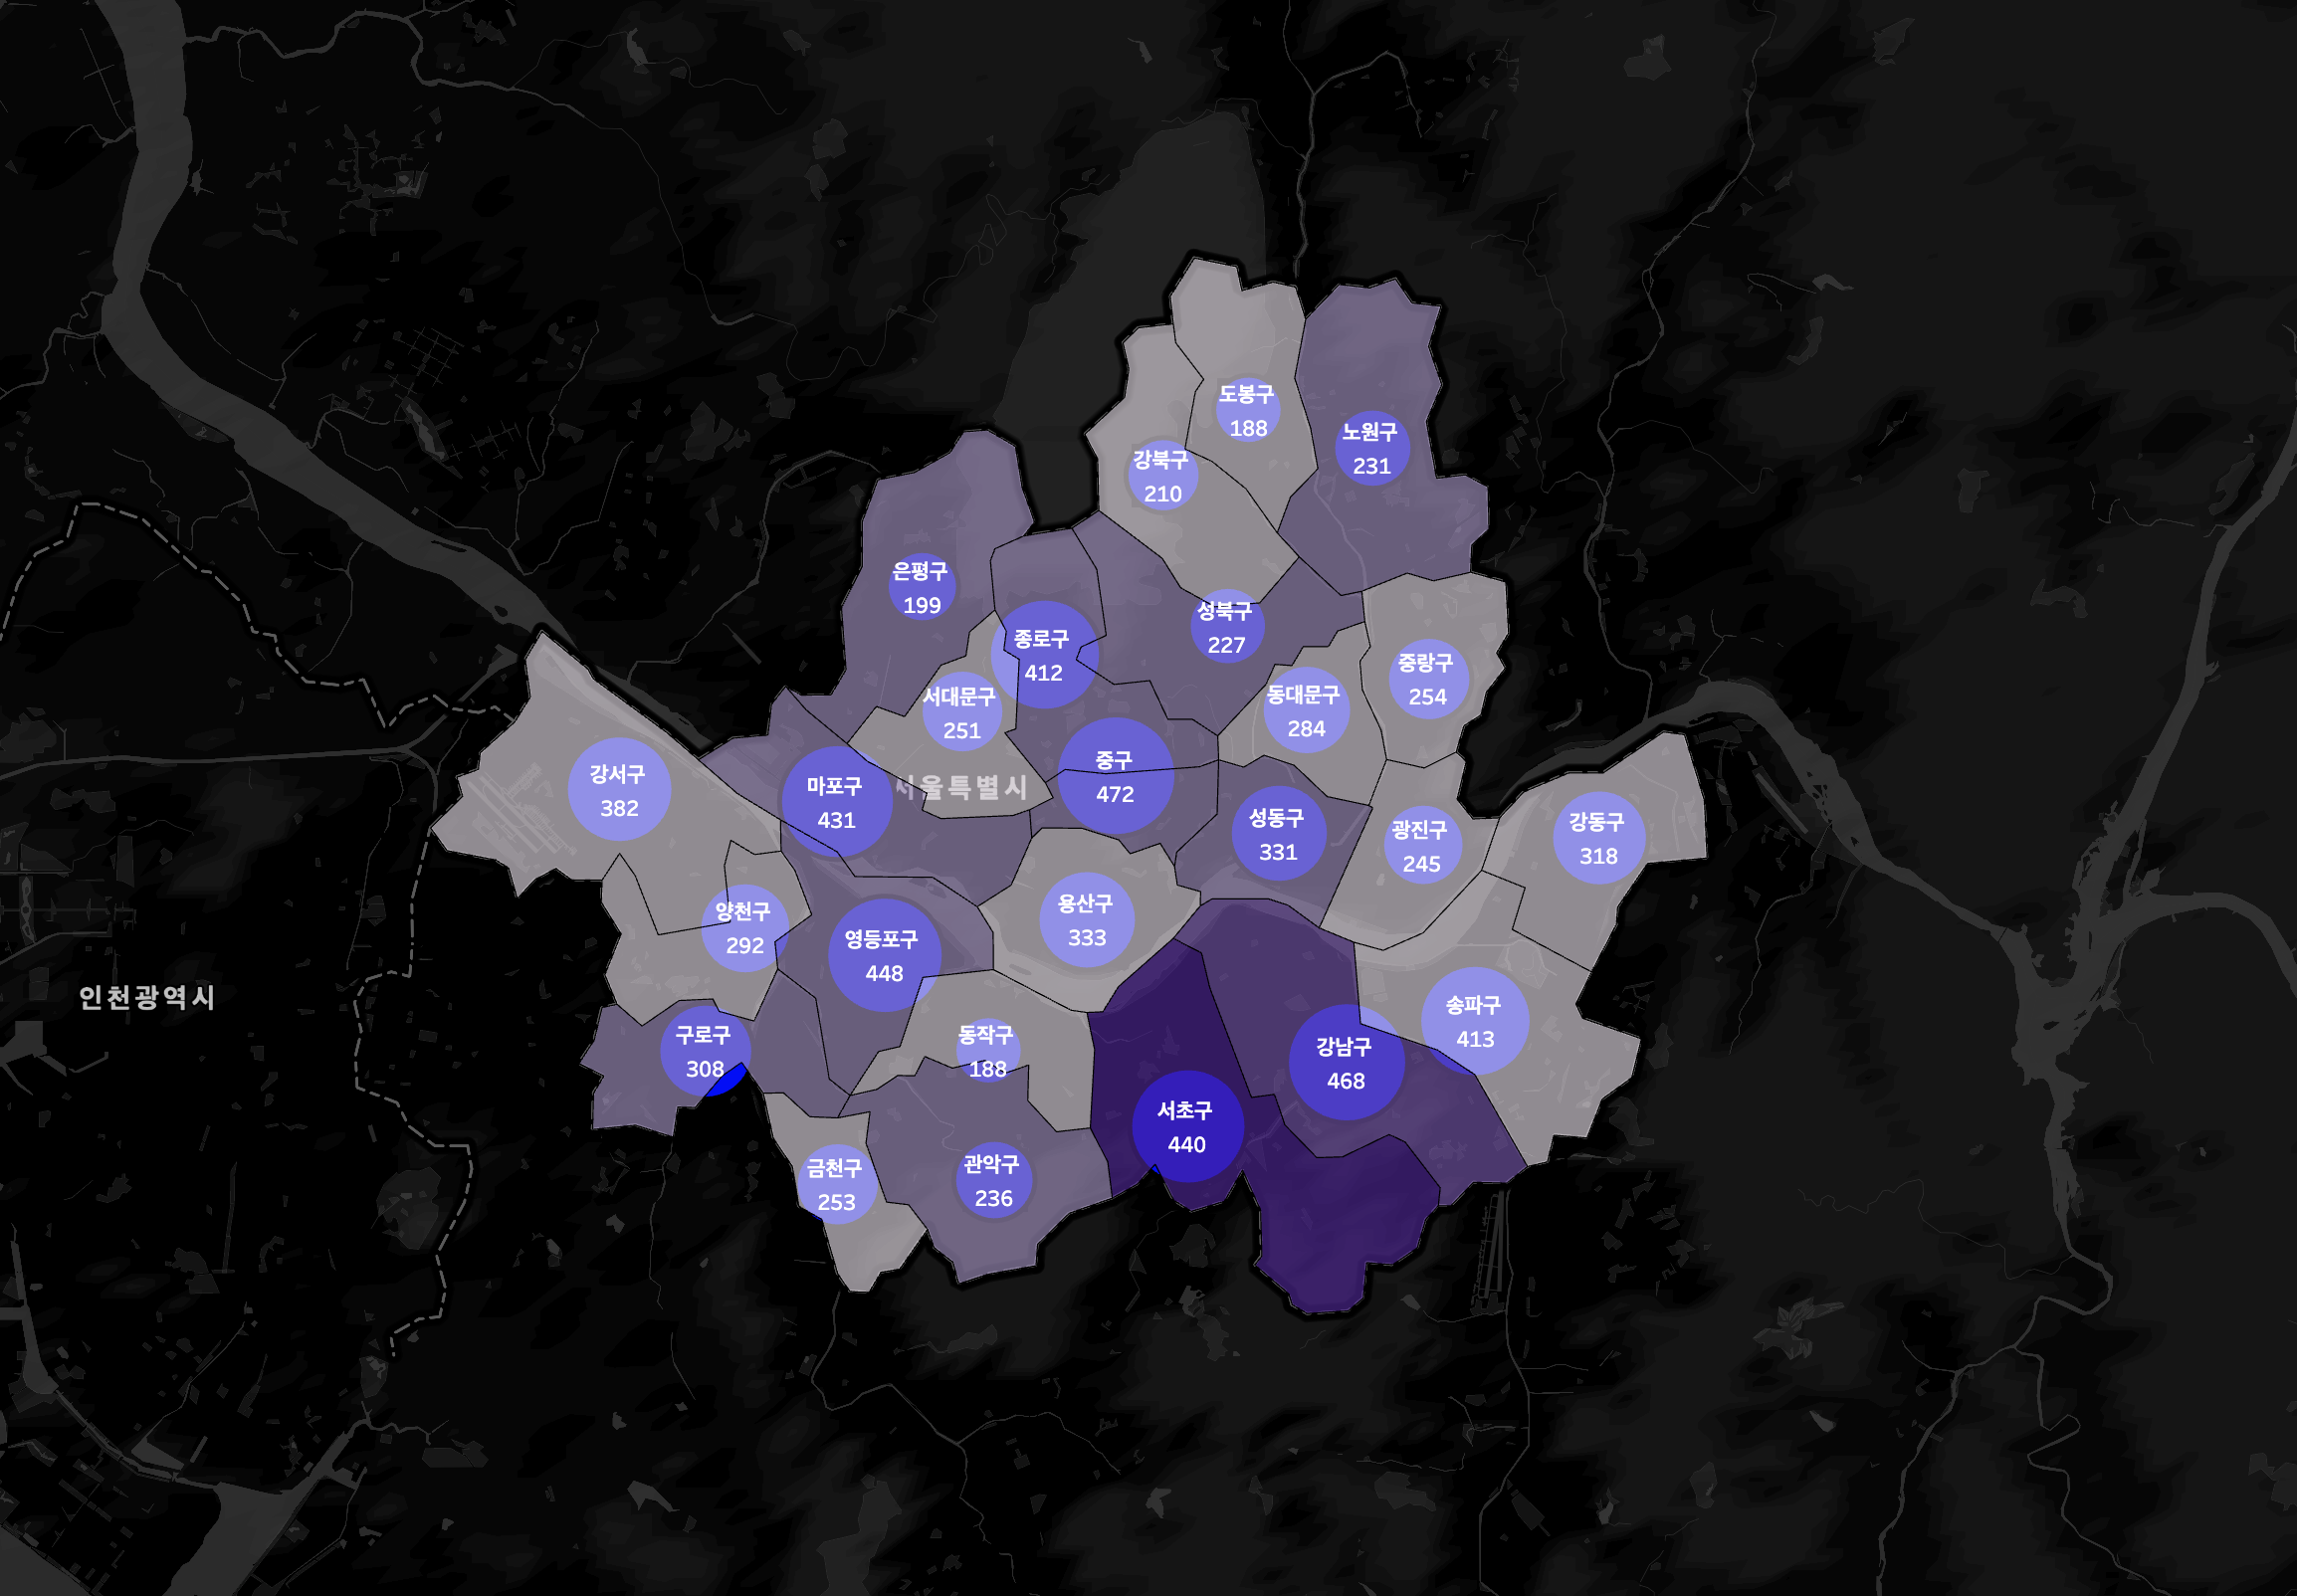 도봉구
188
노원구
231
강북구
210
은평구
199
성북구
227
종로구
412
중랑구
254
서대문구
251
동대문구
284
강서구
382
마포구
431
서울특별시
중구
472
성동구
331
광진구
245
강동구
318
양천구
292
영등포구
448
용산구
333
인천광역시
송파구
413
구로구
308
동작구
188
강남구
468
서초구
440
금천구
253
관악구
236